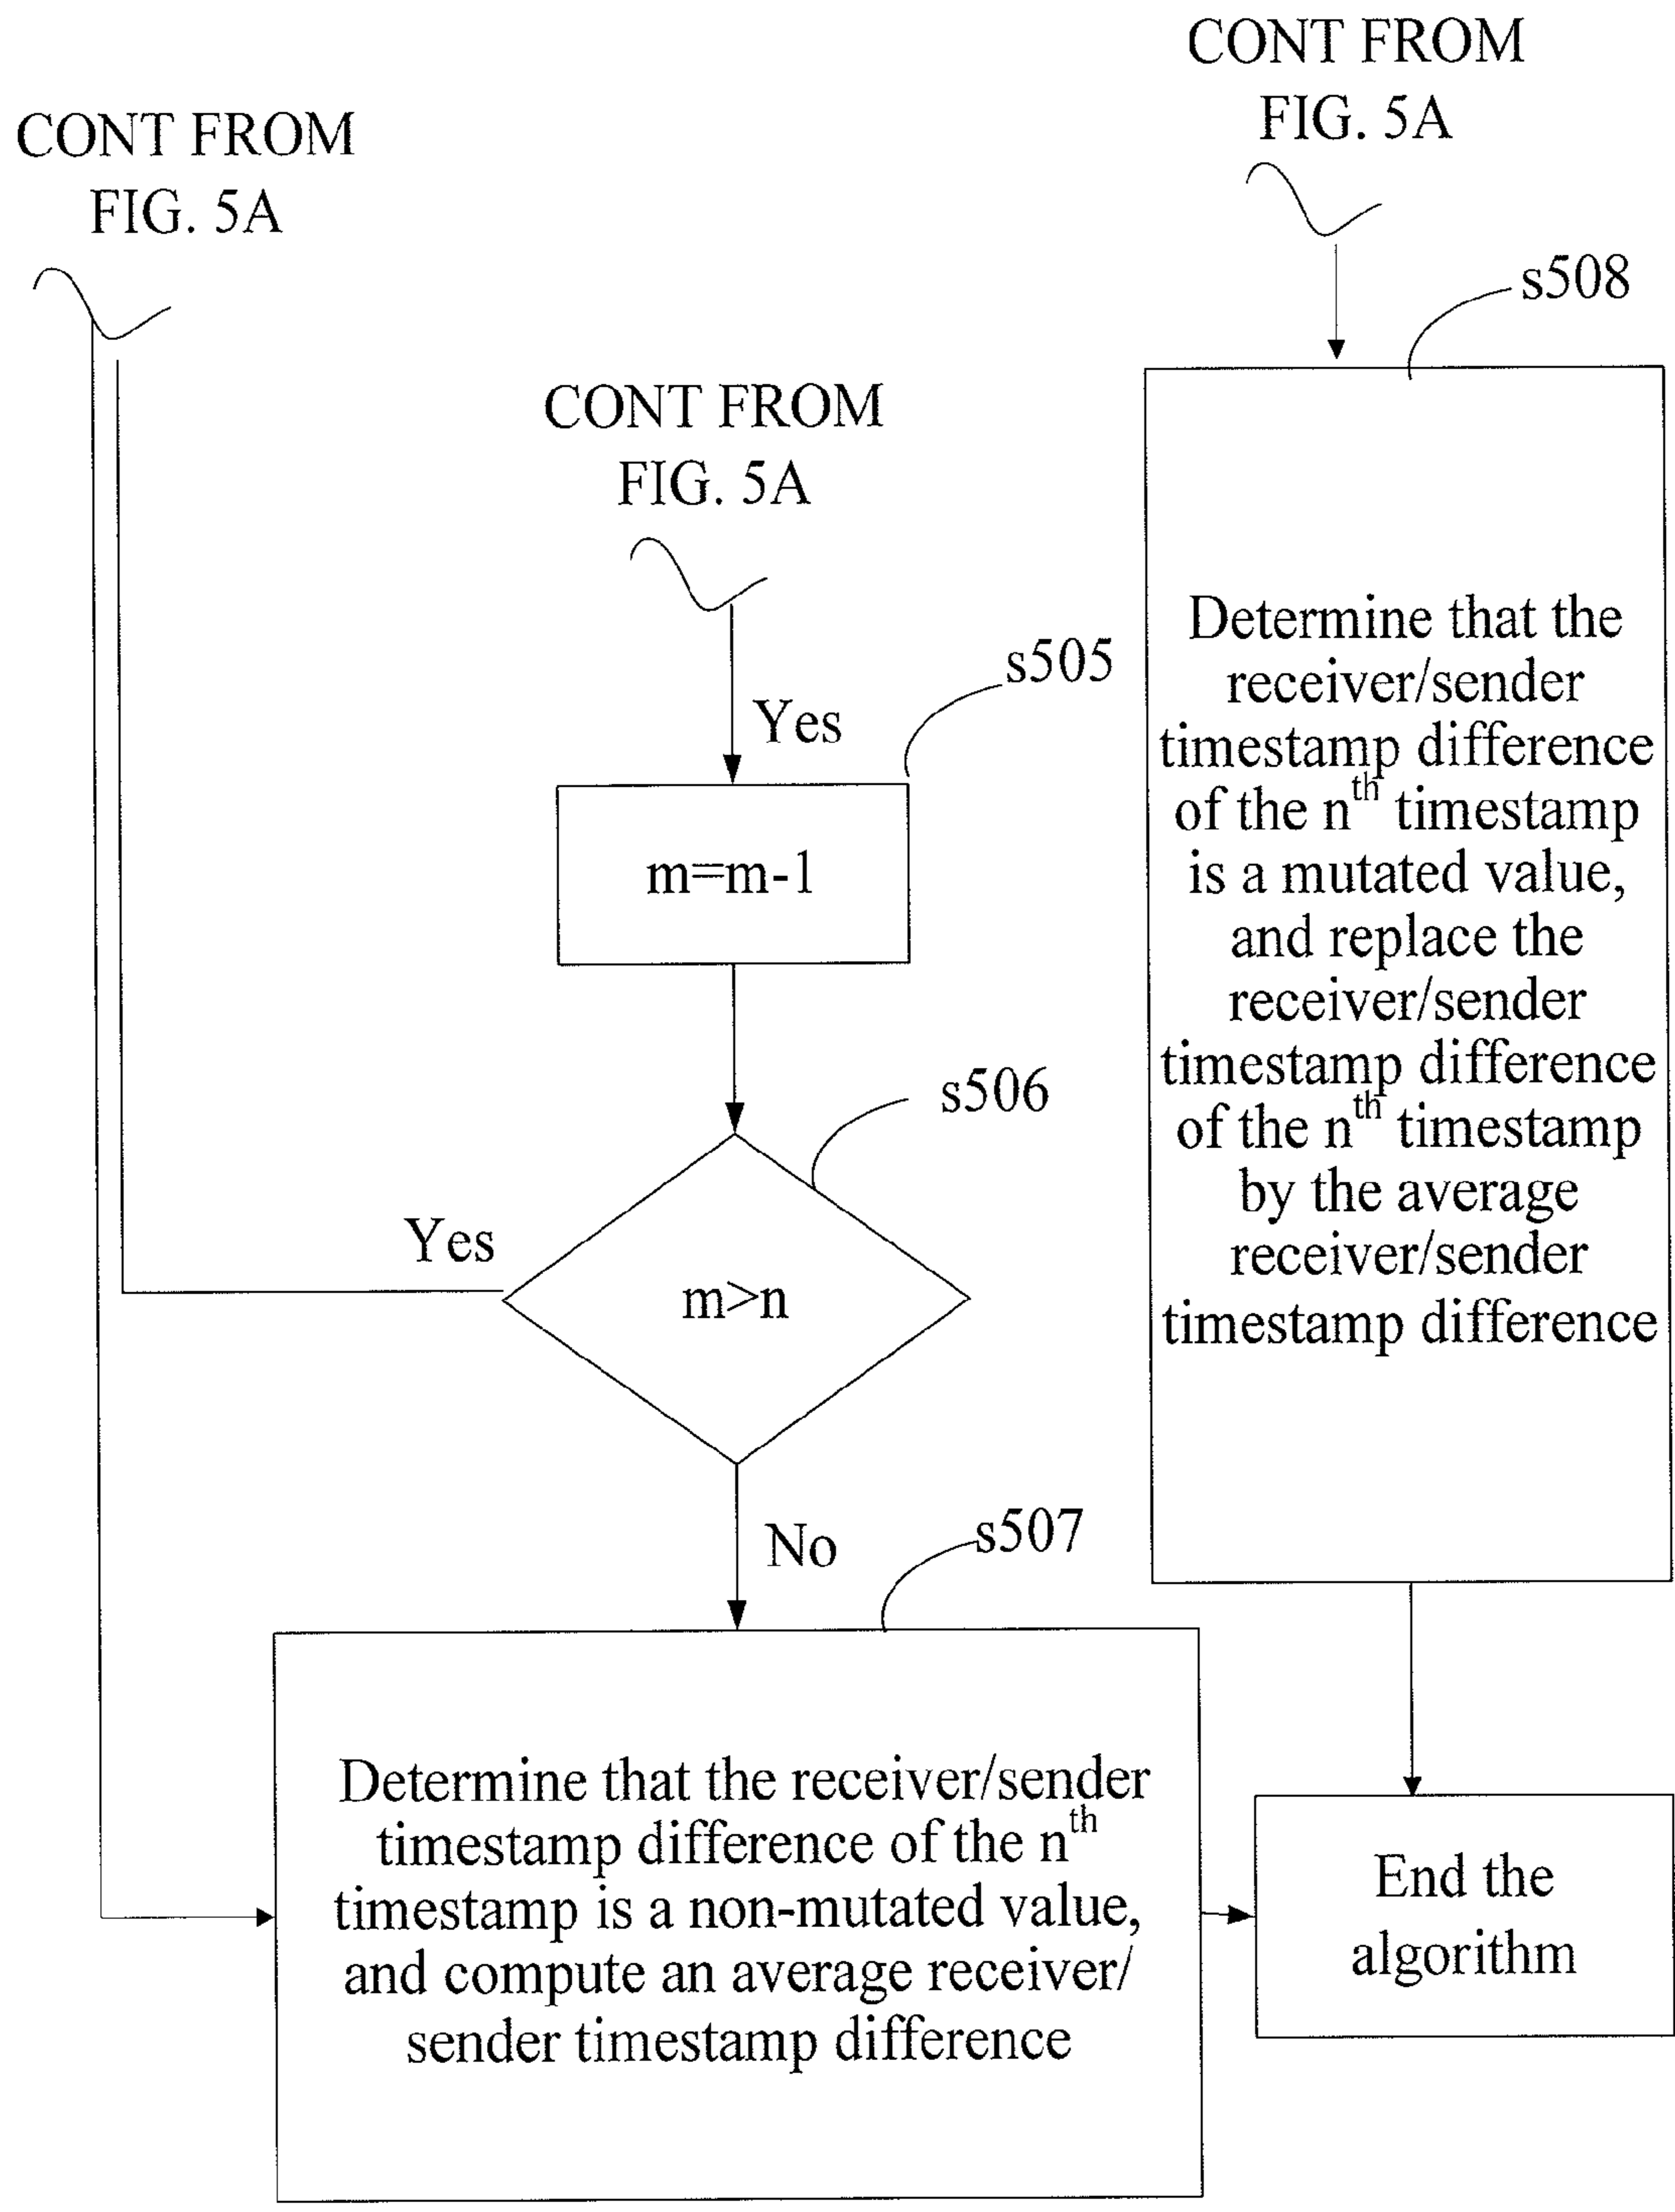 CONT FROM
FIG. 5A
CONT FROM
FIG. 5A
s508
CONT FROM
FIG. 5A
s505
Yes
m=m-1
s506
Yes
m>n
No
s507
Determine that the
receiver/sender
timestamp difference
of the nth timestamp
is a mutated value,
and replace the
receiver/sender
timestamp difference
of the nth timestamp
by the average
receiver/sender
timestamp difference
Determine that the receiver/sender
timestamp difference of the nth
timestamp is a non-mutated value,
and compute an average receiver/
sender timestamp difference
End the
algorithm